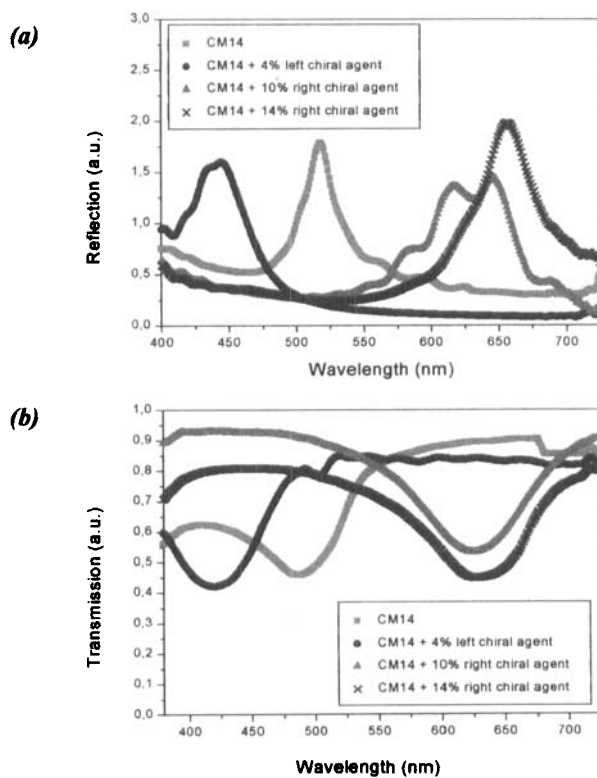 (a)
3,0
2,5
2,0
1,5
1,0
0,5
0,0
Reflection (a.u.)
CM14
CM14 + 4% left chiral agent
CM14 + 10% right chiral agent
CM14 + 14% right chiral agent
400 450 500 550 600 650 700
Wavelength (nm)
(b)
1,0
0,9
0,8
0,7
0,6
0,5
0,4
0,3
0,2
0,1
0,0
Transmission (a.u.)
CM14
CM14 + 4% left chiral agent
CM14 + 10% right chiral agent
CM14 + 14% right chiral agent
400 450 500 550 600 650 700
Wavelength (nm)